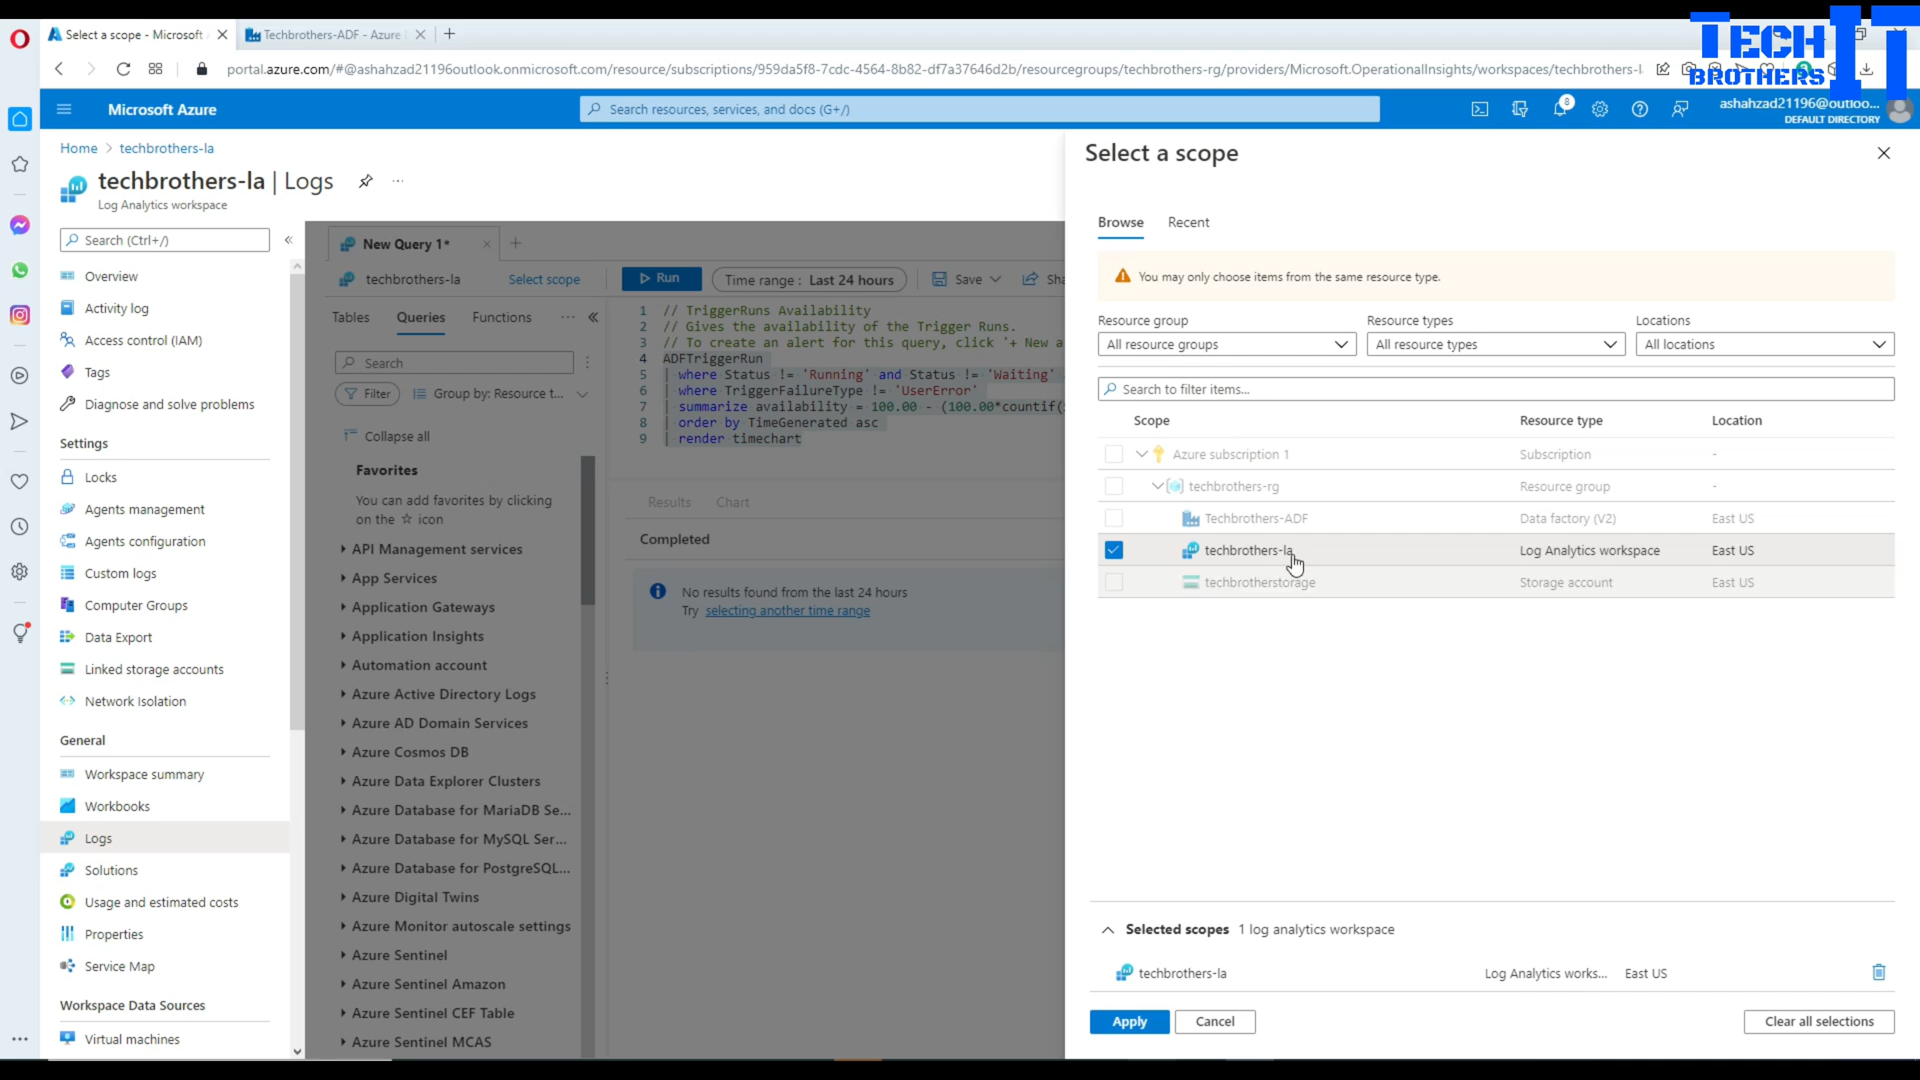 Select a scope - Microsoft
Techbrothers-ADF - Azure
TECH
BROTHERS
IT
portal.azure.com/#@ashahzad21196outlook.onmicrosoft.com/resource/subscriptions/959da5f8-7cdc-4564-8b82-df7a37646d2b/resourcegroups/techbrothers-rg/providers/Microsoft.OperationalInsights/workspaces/techbrothers-l
Microsoft Azure
Search resources, services, and docs (G+/)
8
ashahzad21196@outloo...
DEFAULT DIRECTORY
Home > techbrothers-la
techbrothers-la | Logs
Log Analytics workspace
Search (Ctrl+/)
Overview
Activity log
Access control (IAM)
Tags
Diagnose and solve problems
Settings
Locks
Agents management
Agents configuration
Custom logs
Computer Groups
Data Export
Linked storage accounts
Network Isolation
General
Workspace summary
Workbooks
Logs
Solutions
Usage and estimated costs
Properties
Service Map
Workspace Data Sources
Virtual machines
New Query 1*
techbrothers-la
Select scope
Run
Time range : Last 24 hours
Save
Sha
Tables
Queries
Functions
Search
Filter
Group by: Resource t...
Collapse all
Favorites
You can add favorites by clicking
on the ☆ icon
API Management services
App Services
Application Gateways
Application Insights
Automation account
Azure Active Directory Logs
Azure AD Domain Services
Azure Cosmos DB
Azure Data Explorer Clusters
Azure Database for MariaDB Se...
Azure Database for MySQL Ser...
Azure Database for PostgreSQL...
Azure Digital Twins
Azure Monitor autoscale settings
Azure Sentinel
Azure Sentinel Amazon
Azure Sentinel CEF Table
Azure Sentinel MCAS
1 // TriggerRuns Availability
2 // Gives the availability of the Trigger Runs.
3 // To create an alert for this query, click '+ New a
4 ADFTriggerRun
5 | where Status != 'Running' and Status != 'Waiting'
6 | where TriggerFailureType != 'UserError'
7 | summarize availability = 100.00 - (100.00*countif(
8 | order by TimeGenerated asc
9 | render timechart
Results
Chart
Completed
No results found from the last 24 hours
Try selecting another time range
Select a scope
Browse
Recent
You may only choose items from the same resource type.
Resource group
Resource types
Locations
All resource groups
All resource types
All locations
Search to filter items...
Scope
Resource type
Location
Azure subscription 1
Subscription
-
techbrothers-rg
Resource group
-
Techbrothers-ADF
Data factory (V2)
East US
techbrothers-la
Log Analytics workspace
East US
techbrotherstorage
Storage account
East US
Selected scopes 1 log analytics workspace
techbrothers-la
Log Analytics works...
East US
Apply
Cancel
Clear all selections